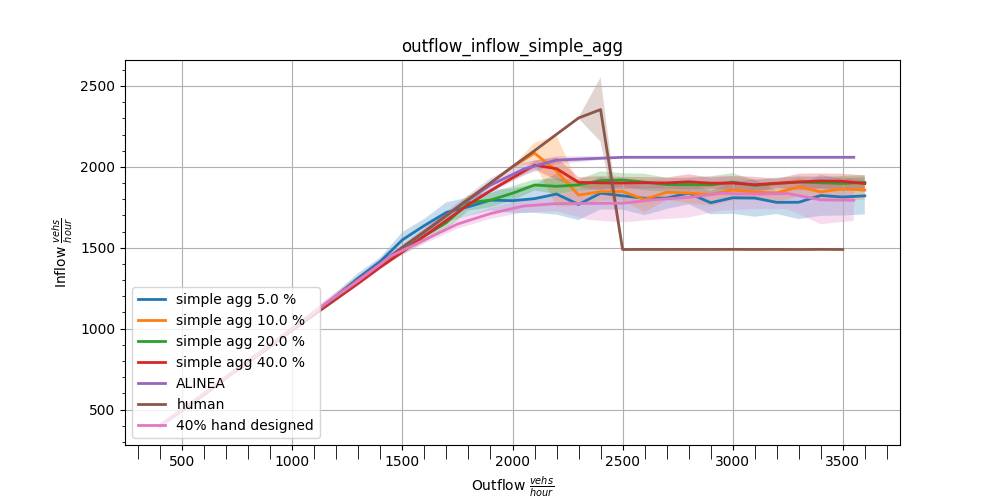 outflow_inflow_simple_agg
2500
2000
1500
1000
500
Inflow vehs/hour
simple agg 5.0 %
simple agg 10.0 %
simple agg 20.0 %
simple agg 40.0 %
ALINEA
human
40% hand designed
500 1000 1500 2000 2500 3000 3500
Outflow vehs/hour